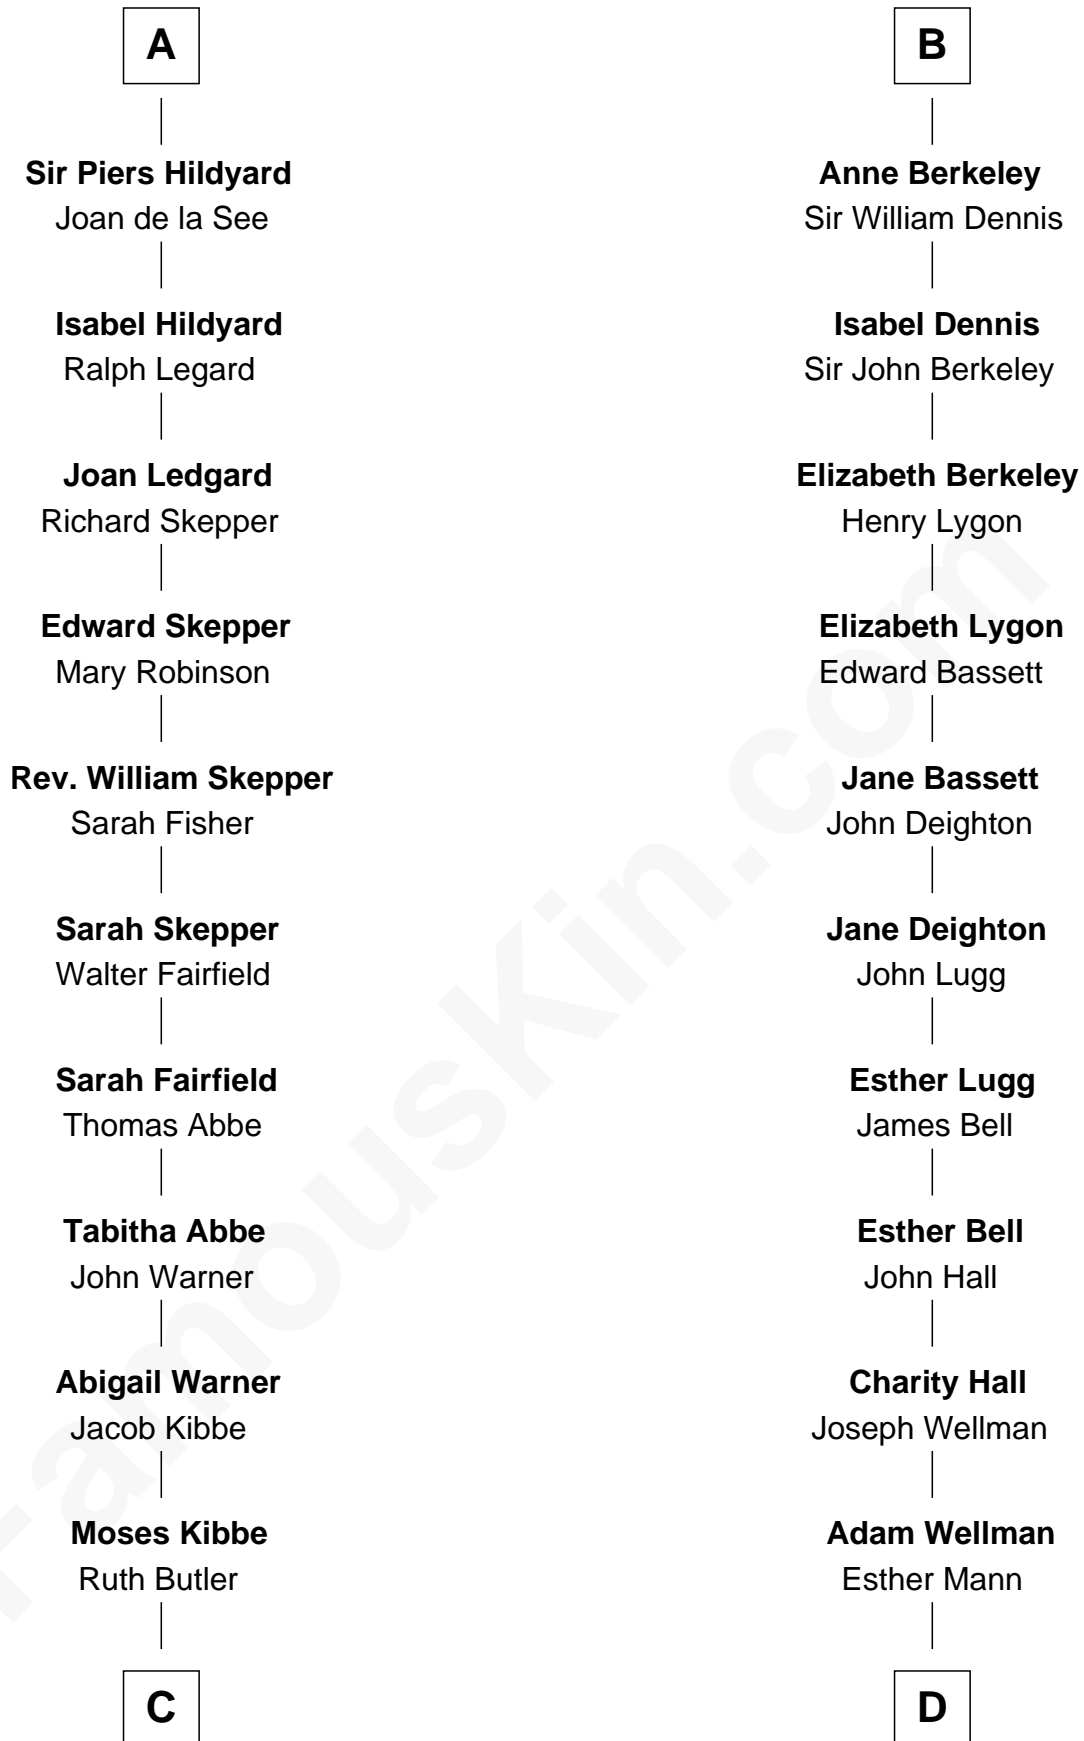 A
Sir Piers Hildyard
Joan de la See
Isabel Hildyard
Ralph Legard
Joan Ledgard
Richard Skepper
Edward Skepper
Mary Robinson
Rev. William Skepper
Sarah Fisher
Sarah Skepper
Walter Fairfield
Sarah Fairfield
Thomas Abbe
Tabitha Abbe
John Warner
Abigail Warner
Jacob Kibbe
Moses Kibbe
Ruth Butler
C
B
Anne Berkeley
Sir William Dennis
Isabel Dennis
Sir John Berkeley
Elizabeth Berkeley
Henry Lygon
Elizabeth Lygon
Edward Bassett
Jane Bassett
John Deighton
Jane Deighton
John Lugg
Esther Lugg
James Bell
Esther Bell
John Hall
Charity Hall
Joseph Wellman
Adam Wellman
Esther Mann
D
FamousKin.com